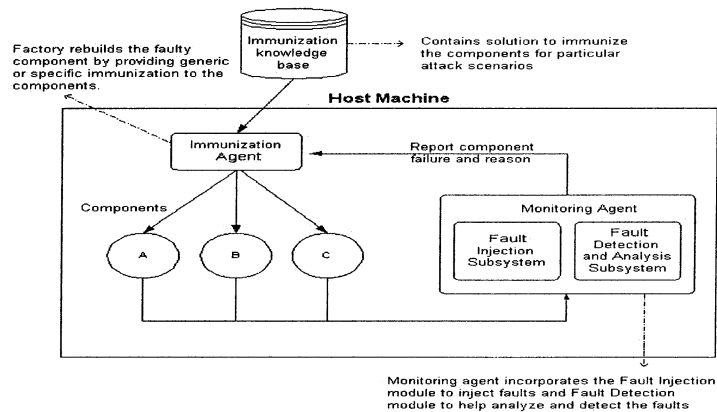 Factory rebuilds the faulty
component by providing generic
or specific immunization to the
components.
Immunization
knowledge
base
Contains solution to immunize
the components for particular
attack scenarios
Host Machine
Immunization
Agent
Report component
failure and reason
Components
A
B
C
Monitoring Agent
Fault
Injection
Subsystem
Fault
Detection
and Analysis
Subsystem
Monitoring agent incorporates the Fault Injection
module to inject faults and Fault Detection
module to help analyze and detect the faults